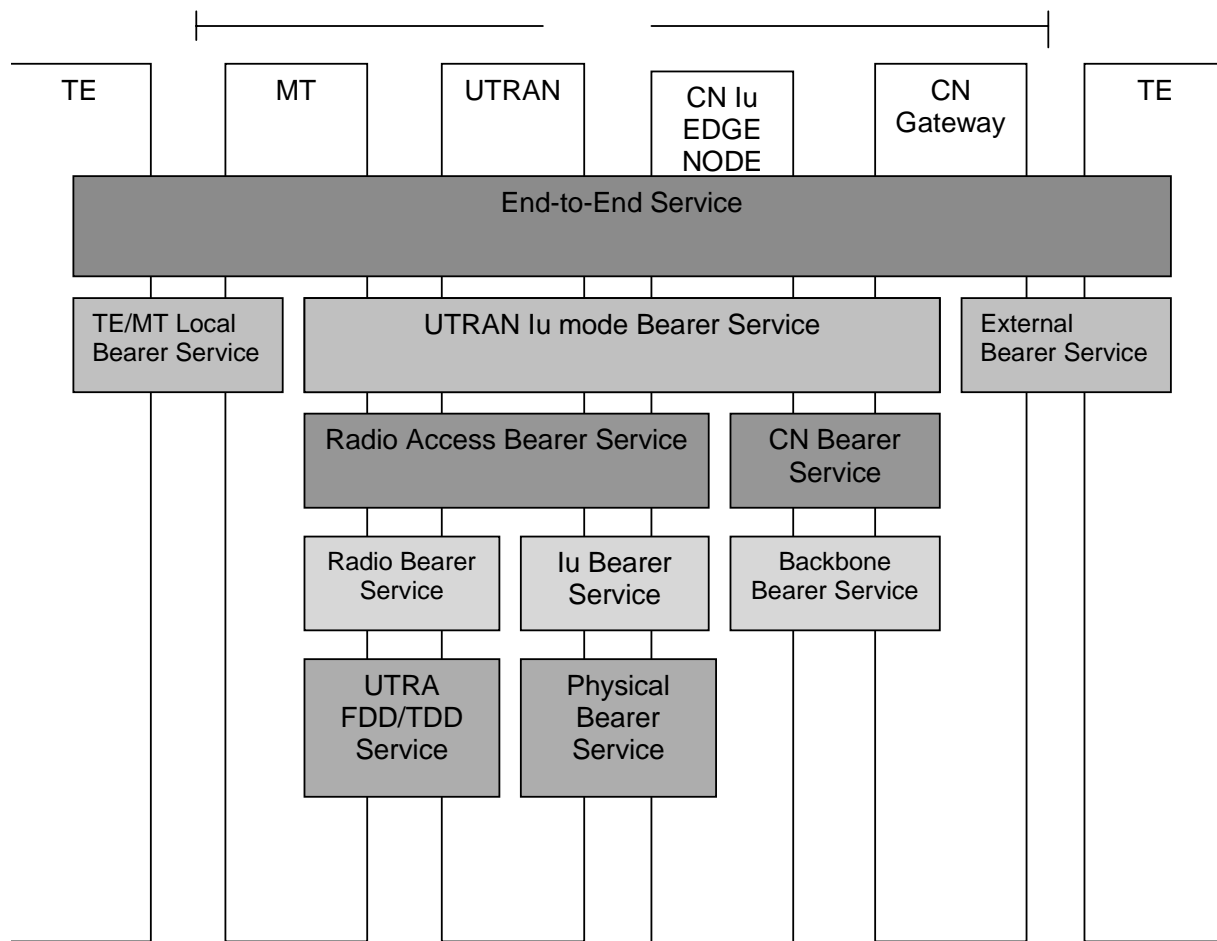 TE
MT
UTRAN
CN Iu
EDGE
NODE
CN
Gateway
TE
End-to-End Service
TE/MT Local
Bearer Service
UTRAN Iu mode Bearer Service
External
Bearer Service
Radio Access Bearer Service
CN Bearer
Service
Radio Bearer
Service
Iu Bearer
Service
Backbone
Bearer Service
UTRA
FDD/TDD
Service
Physical
Bearer
Service